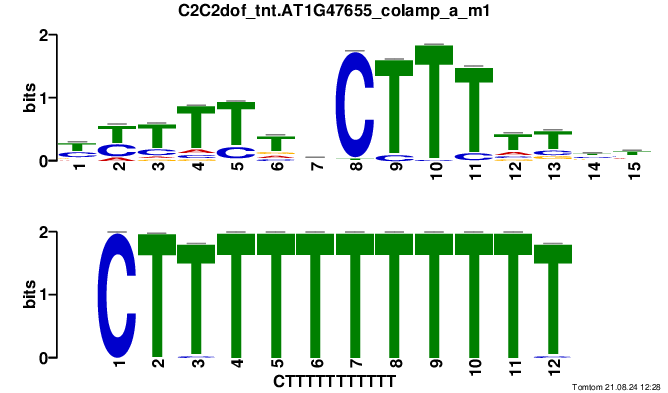 C2C2dof_tnt.AT1G47655_colamp_a_m1
2
bits
1
0
T C T C T T T C T C T T
1 2 3 4 5 6 7 8 9 10 11 12 13 14 15
2
bits
1
0
CTTTTTTTTTTT
1 2 3 4 5 6 7 8 9 10 11 12
CTTTTTTTTTTT
Tomtom 21.08.24 12:28